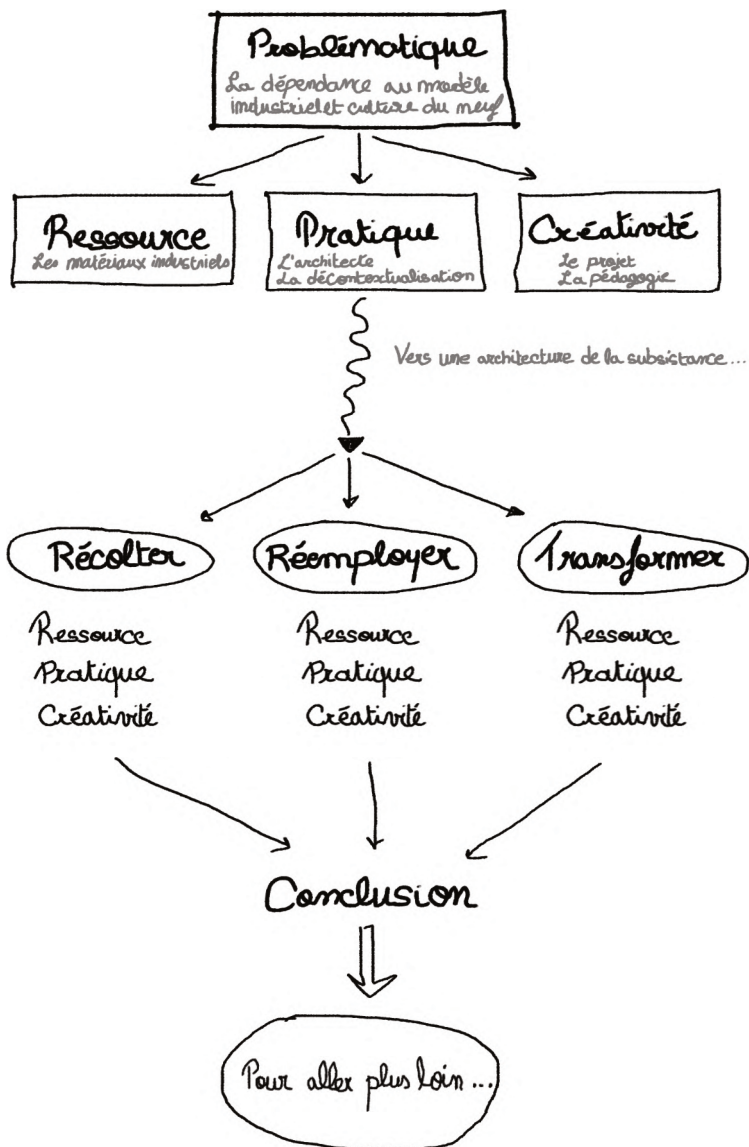 Problématique
La dépendance au modèle
industriel et culture du neuf
Ressource
Les matériaux industriels
Pratique
L'architecte
La décontextualisation
Créativité
Le projet
La pédagogie
Vers une architecture de la subsistance...
Récolter
Réemployer
Transformer
Ressource
Pratique
Créativité
Ressource
Pratique
Créativité
Ressource
Pratique
Créativité
Conclusion
Pour aller plus loin...